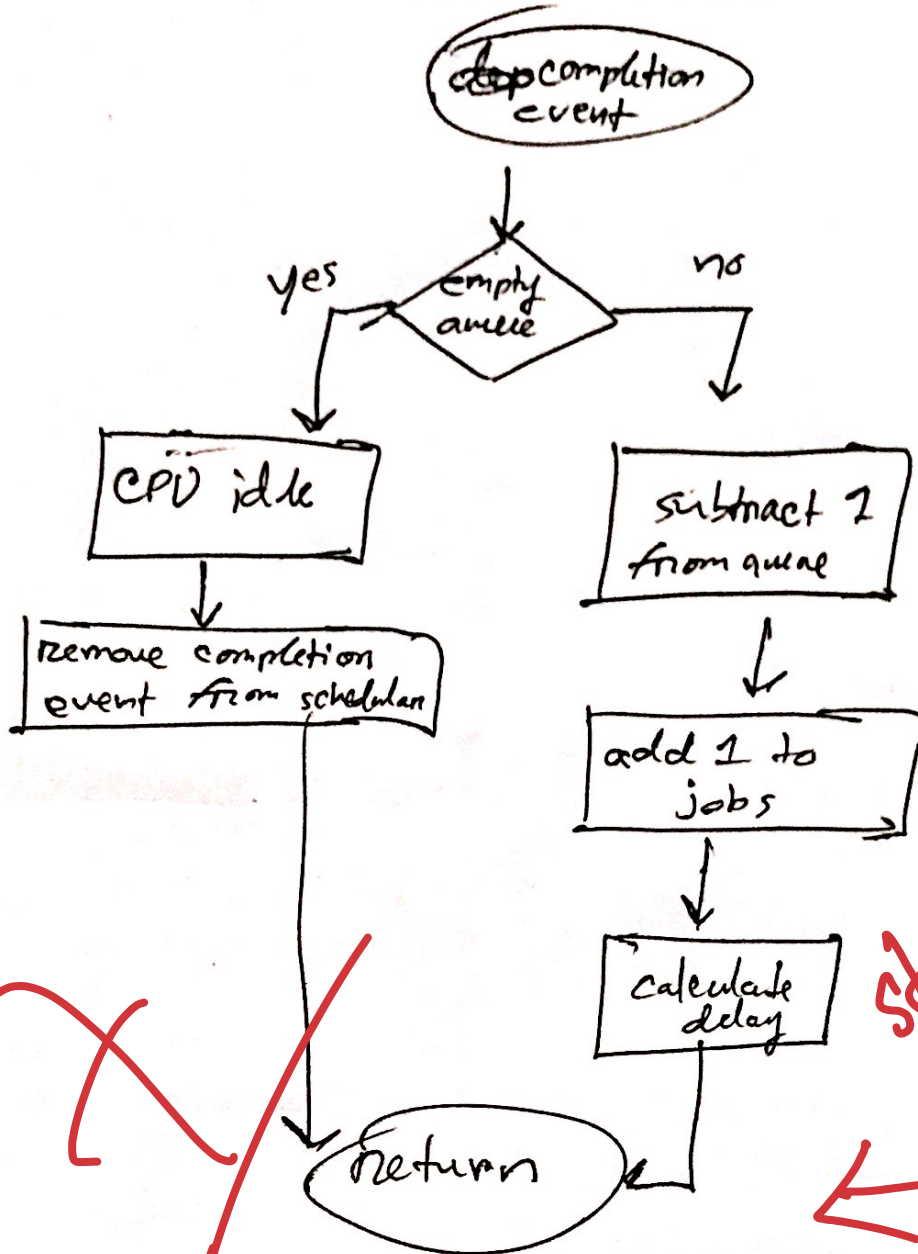 completion
event
yes
no
empty
queue
CPU idle
subtract 1
from queue
remove completion
event from schedular
add 1 to
jobs
calculate
delay
return